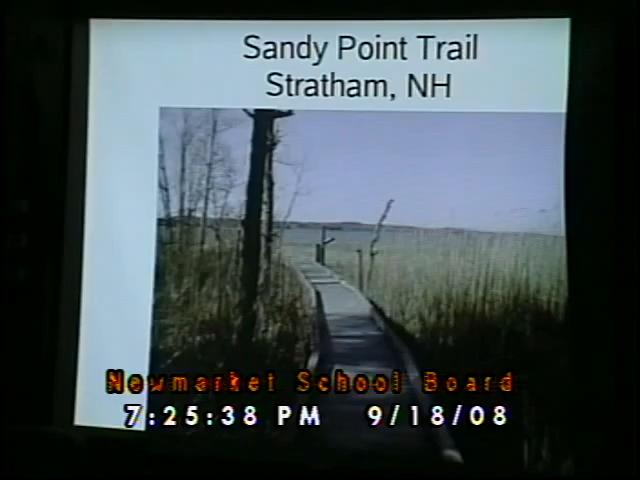 Sandy Point Trail
Stratham, NH
Newmarket School Board
7:25:38 PM 9/18/08